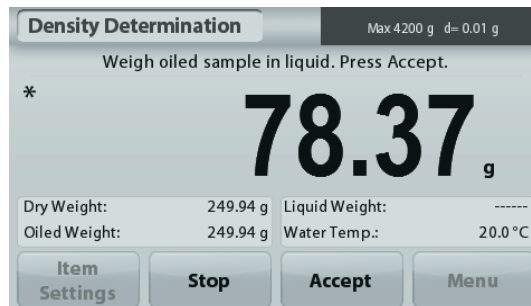 Density Determination
Max 4200 g d= 0.01 g
Weigh oiled sample in liquid. Press Accept.
*
78.37 g
Dry Weight: 249.94 g Liquid Weight: ------
Oiled Weight: 249.94 g Water Temp.: 20.0 °C
Item Settings Stop Accept Menu